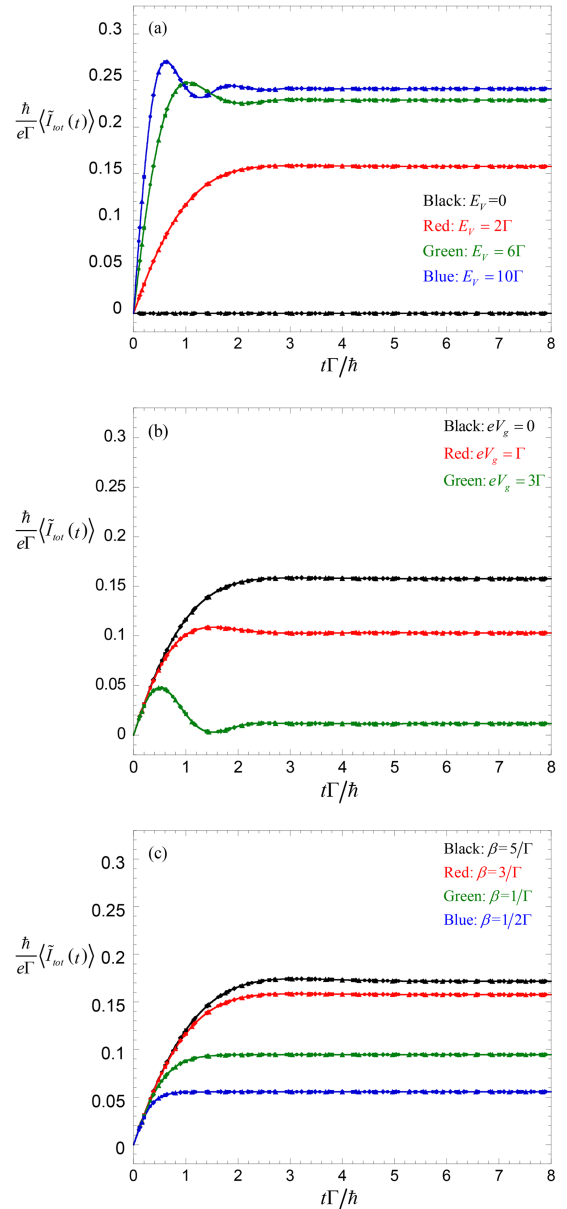 (a)
0.3
0.25
0.2
0.15
0.1
0.05
0
ħ/eΓ ⟨Ĩ_tot(t)⟩
Black: E_V=0
Red: E_V = 2Γ
Green: E_V = 6Γ
Blue: E_V = 10Γ
0 1 2 3 4 5 6 7 8
tΓ/ħ
(b)
Black: eV_g = 0
Red: eV_g = Γ
Green: eV_g = 3Γ
0.3
0.25
0.2
0.15
0.1
0.05
0
ħ/eΓ ⟨Ĩ_tot(t)⟩
0 1 2 3 4 5 6 7 8
tΓ/ħ
(c)
Black: β=5/Γ
Red: β=3/Γ
Green: β=1/Γ
Blue: β=1/2Γ
0.3
0.25
0.2
0.15
0.1
0.05
0
ħ/eΓ ⟨Ĩ_tot(t)⟩
0 1 2 3 4 5 6 7 8
tΓ/ħ